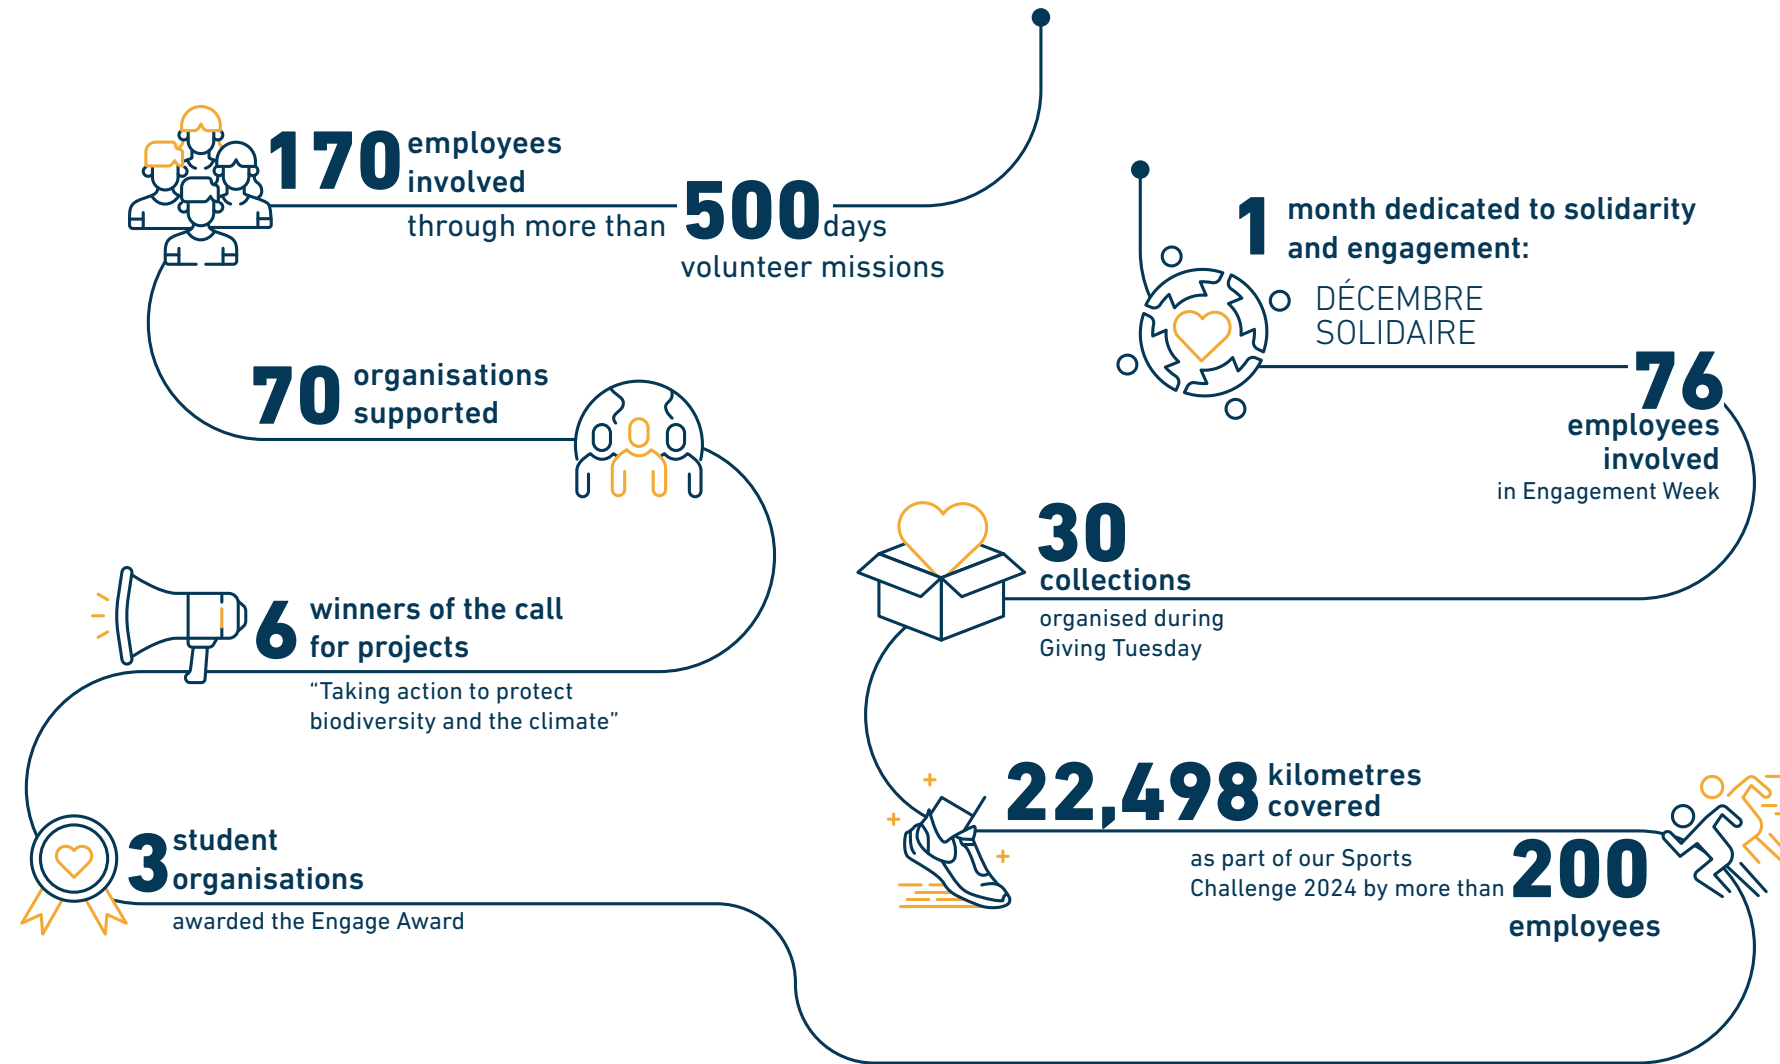 170 employees
involved
through more than 500 days
volunteer missions
70 organisations
supported
6 winners of the call
for projects
“Taking action to protect
biodiversity and the climate”
3 student
organisations
awarded the Engage Award
1 month dedicated to solidarity
and engagement:
DÉCEMBRE
SOLIDAIRE
76
employees
involved
in Engagement Week
30
collections
organised during
Giving Tuesday
22,498 kilometres
covered
as part of our Sports
Challenge 2024 by more than 200
employees